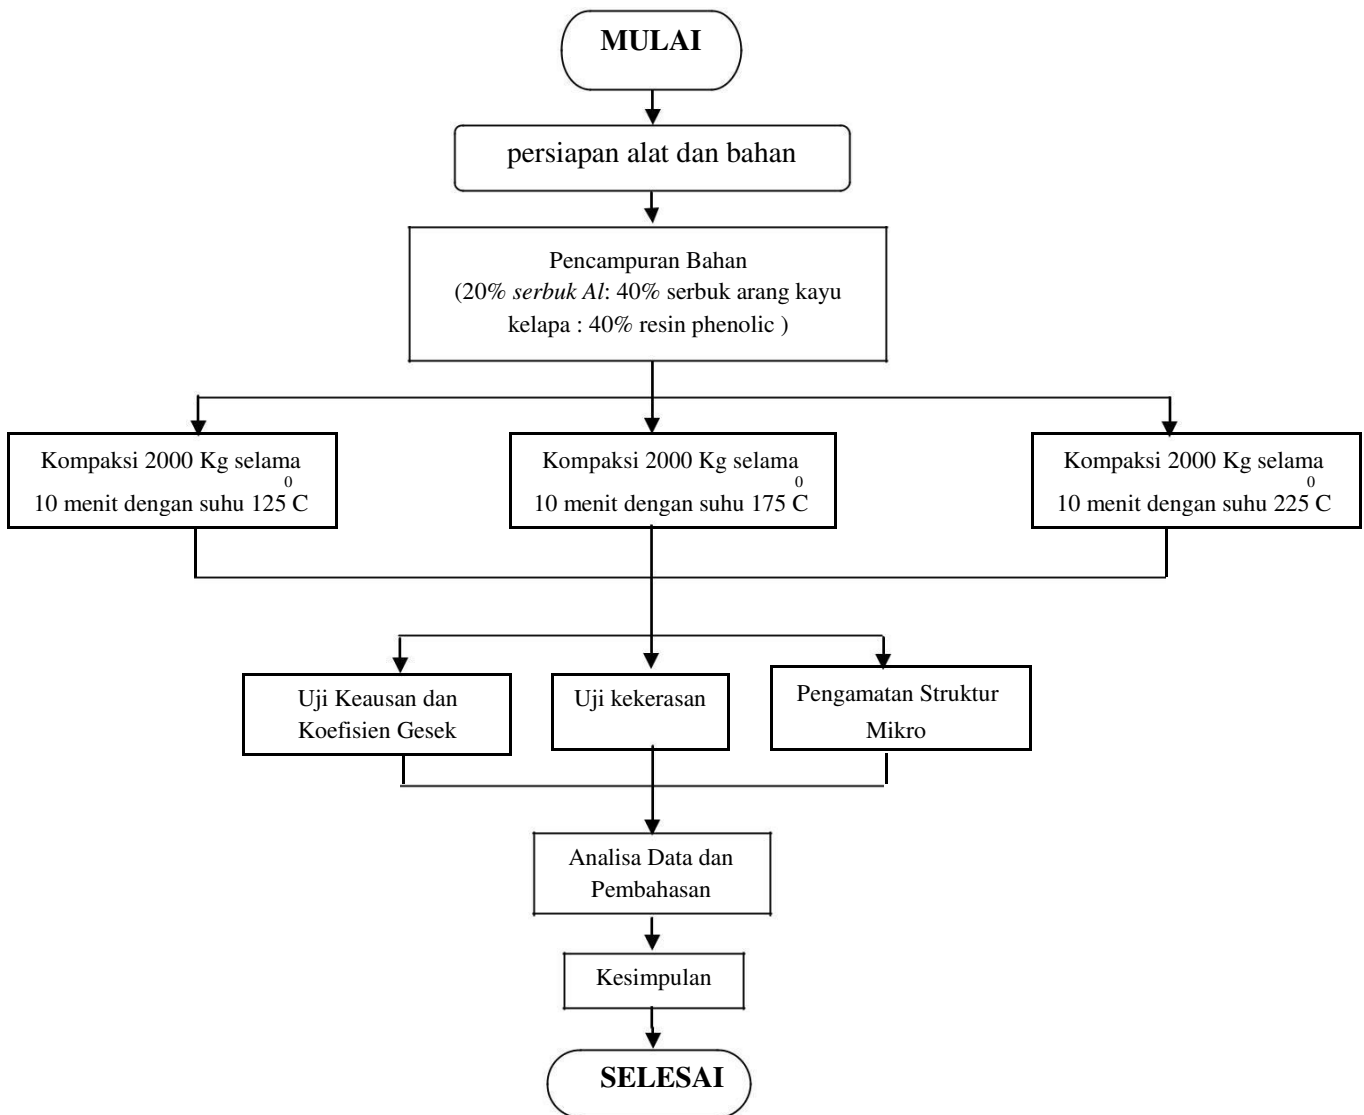 MULAI
persiapan alat dan bahan
Pencampuran Bahan
(20% serbuk Al: 40% serbuk arang kayu
kelapa : 40% resin phenolic )
Kompaksi 2000 Kg selama
10 menit dengan suhu 125 ⁰C
Kompaksi 2000 Kg selama
10 menit dengan suhu 175 ⁰C
Kompaksi 2000 Kg selama
10 menit dengan suhu 225 ⁰C
Uji Keausan dan
Koefisien Gesek
Uji kekerasan
Pengamatan Struktur
Mikro
Analisa Data dan
Pembahasan
Kesimpulan
SELESAI